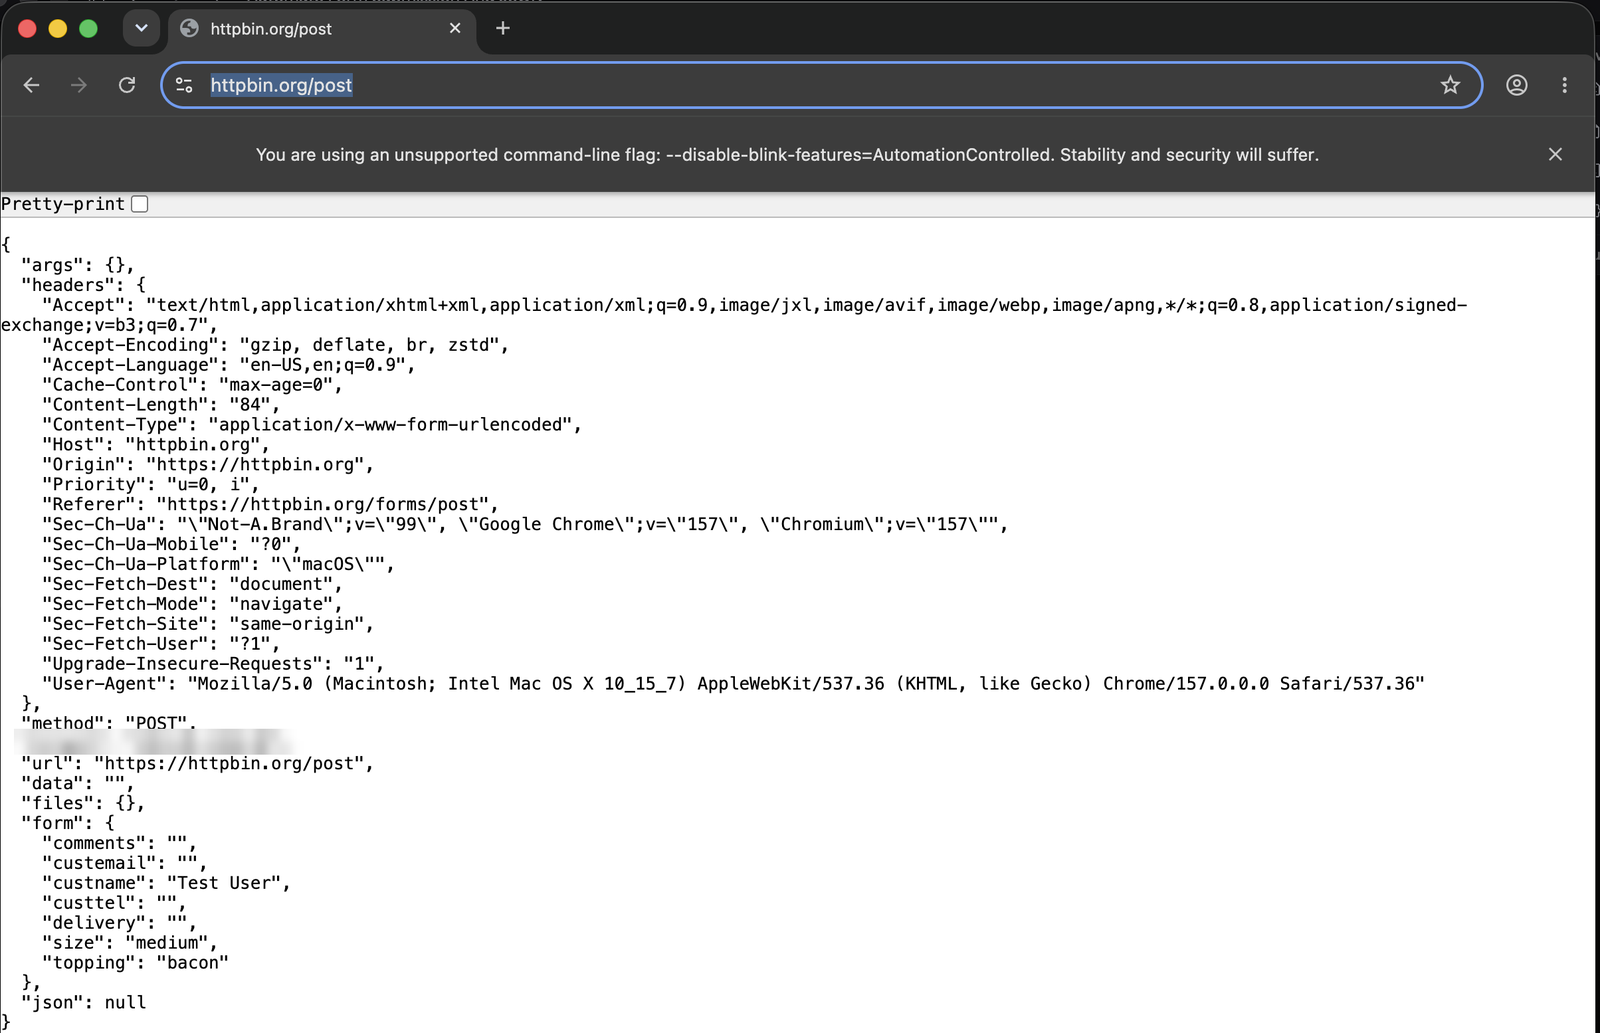 httpbin.org/post
httpbin.org/post
You are using an unsupported command-line flag: --disable-blink-features=AutomationControlled. Stability and security will suffer.
Pretty-print
{
  "args": {},
  "headers": {
    "Accept": "text/html,application/xhtml+xml,application/xml;q=0.9,image/jxl,image/avif,image/webp,image/apng,*/*;q=0.8,application/signed-
exchange;v=b3;q=0.7",
    "Accept-Encoding": "gzip, deflate, br, zstd",
    "Accept-Language": "en-US,en;q=0.9",
    "Cache-Control": "max-age=0",
    "Content-Length": "84",
    "Content-Type": "application/x-www-form-urlencoded",
    "Host": "httpbin.org",
    "Origin": "https://httpbin.org",
    "Priority": "u=0, i",
    "Referer": "https://httpbin.org/forms/post",
    "Sec-Ch-Ua": "\"Not-A.Brand\";v=\"99\", \"Google Chrome\";v=\"157\", \"Chromium\";v=\"157\"",
    "Sec-Ch-Ua-Mobile": "?0",
    "Sec-Ch-Ua-Platform": "\"macOS\"",
    "Sec-Fetch-Dest": "document",
    "Sec-Fetch-Mode": "navigate",
    "Sec-Fetch-Site": "same-origin",
    "Sec-Fetch-User": "?1",
    "Upgrade-Insecure-Requests": "1",
    "User-Agent": "Mozilla/5.0 (Macintosh; Intel Mac OS X 10_15_7) AppleWebKit/537.36 (KHTML, like Gecko) Chrome/157.0.0.0 Safari/537.36"
  },
  "method": "POST",
  "url": "https://httpbin.org/post",
  "data": "",
  "files": {},
  "form": {
    "comments": "",
    "custemail": "",
    "custname": "Test User",
    "custtel": "",
    "delivery": "",
    "size": "medium",
    "topping": "bacon"
  },
  "json": null
}